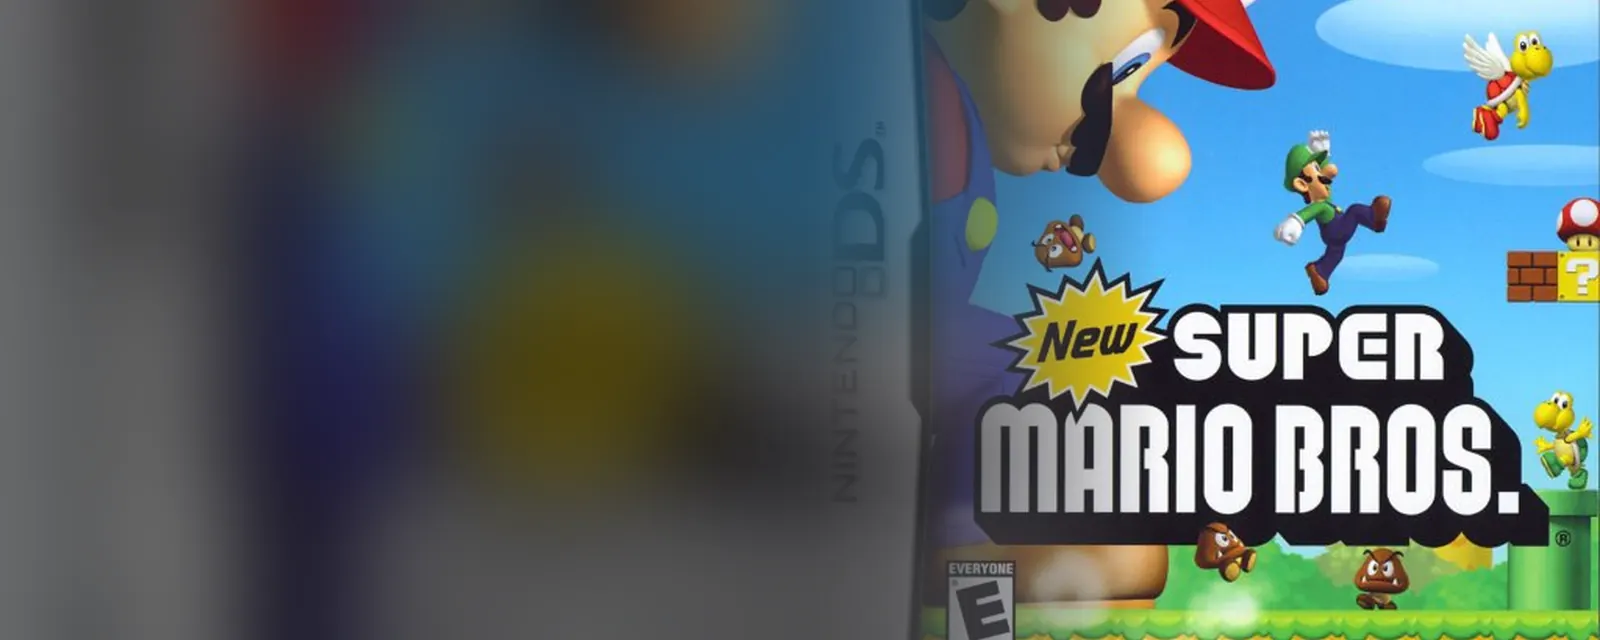 NINTENDO DS
New
SUPER
MARIO BROS.
®
EVERYONE
E
?